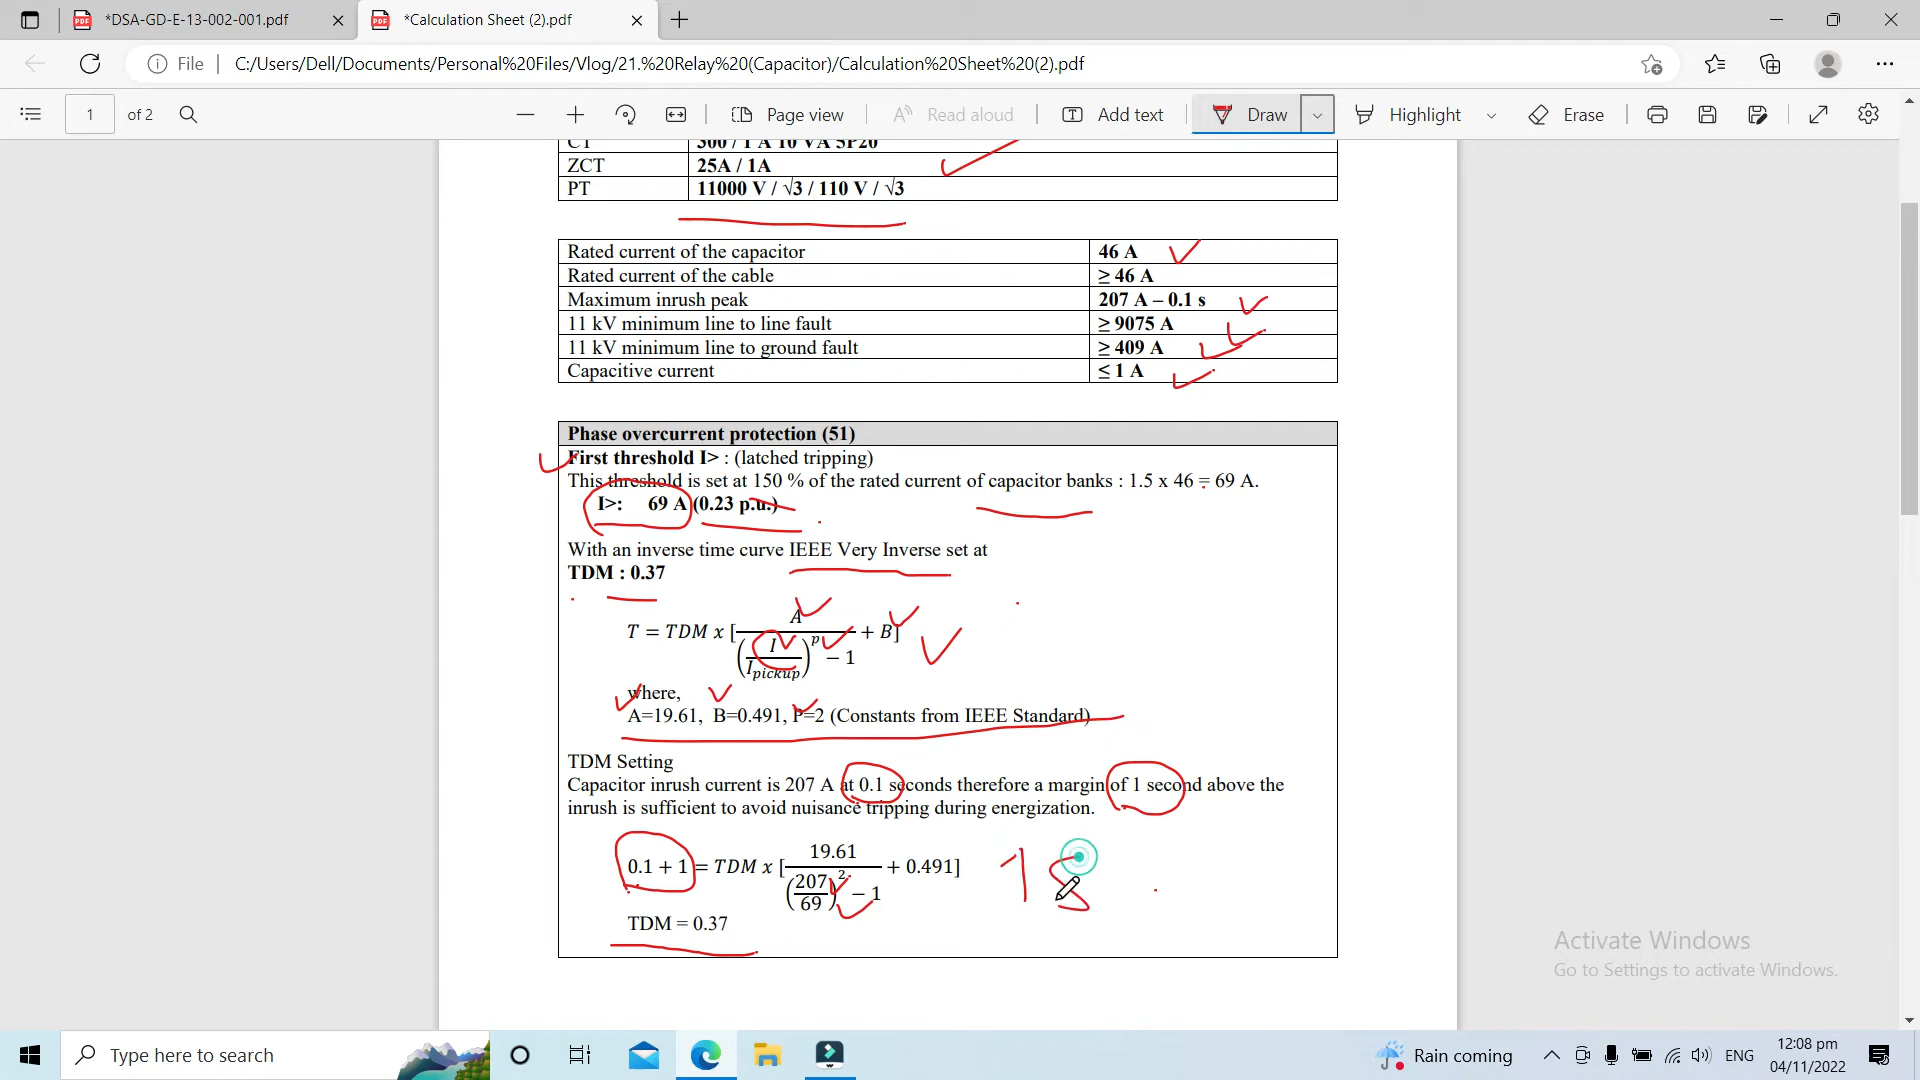 *DSA-GD-E-13-002-001.pdf
*Calculation Sheet (2).pdf
File
C:/Users/Dell/Documents/Personal%20Files/Vlog/21.%20Relay%20(Capacitor)/Calculation%20Sheet%20(2).pdf
1 of 2
Page view
Read aloud
Add text
Draw
Highlight
Erase
CT 300 / 1 A 10 VA 5P20
ZCT 25A / 1A
PT 11000 V / √3 / 110 V / √3
Rated current of the capacitor 46 A
Rated current of the cable ≥ 46 A
Maximum inrush peak 207 A – 0.1 s
11 kV minimum line to line fault ≥ 9075 A
11 kV minimum line to ground fault ≥ 409 A
Capacitive current ≤ 1 A
Phase overcurrent protection (51)
First threshold I> : (latched tripping)
This threshold is set at 150 % of the rated current of capacitor banks : 1.5 x 46 = 69 A.
I>: 69 A (0.23 p.u.)
With an inverse time curve IEEE Very Inverse set at
TDM : 0.37
T = TDM x [A / ((I / Ipickup)^p − 1) + B]
where,
A=19.61, B=0.491, P=2 (Constants from IEEE Standard)
TDM Setting
Capacitor inrush current is 207 A at 0.1 seconds therefore a margin of 1 second above the
inrush is sufficient to avoid nuisance tripping during energization.
0.1 + 1 = TDM x [19.61 / ((207 / 69)^2 − 1) + 0.491]
1 8
TDM = 0.37
Activate Windows
Go to Settings to activate Windows.
Type here to search
Rain coming
ENG
12:08 pm
04/11/2022